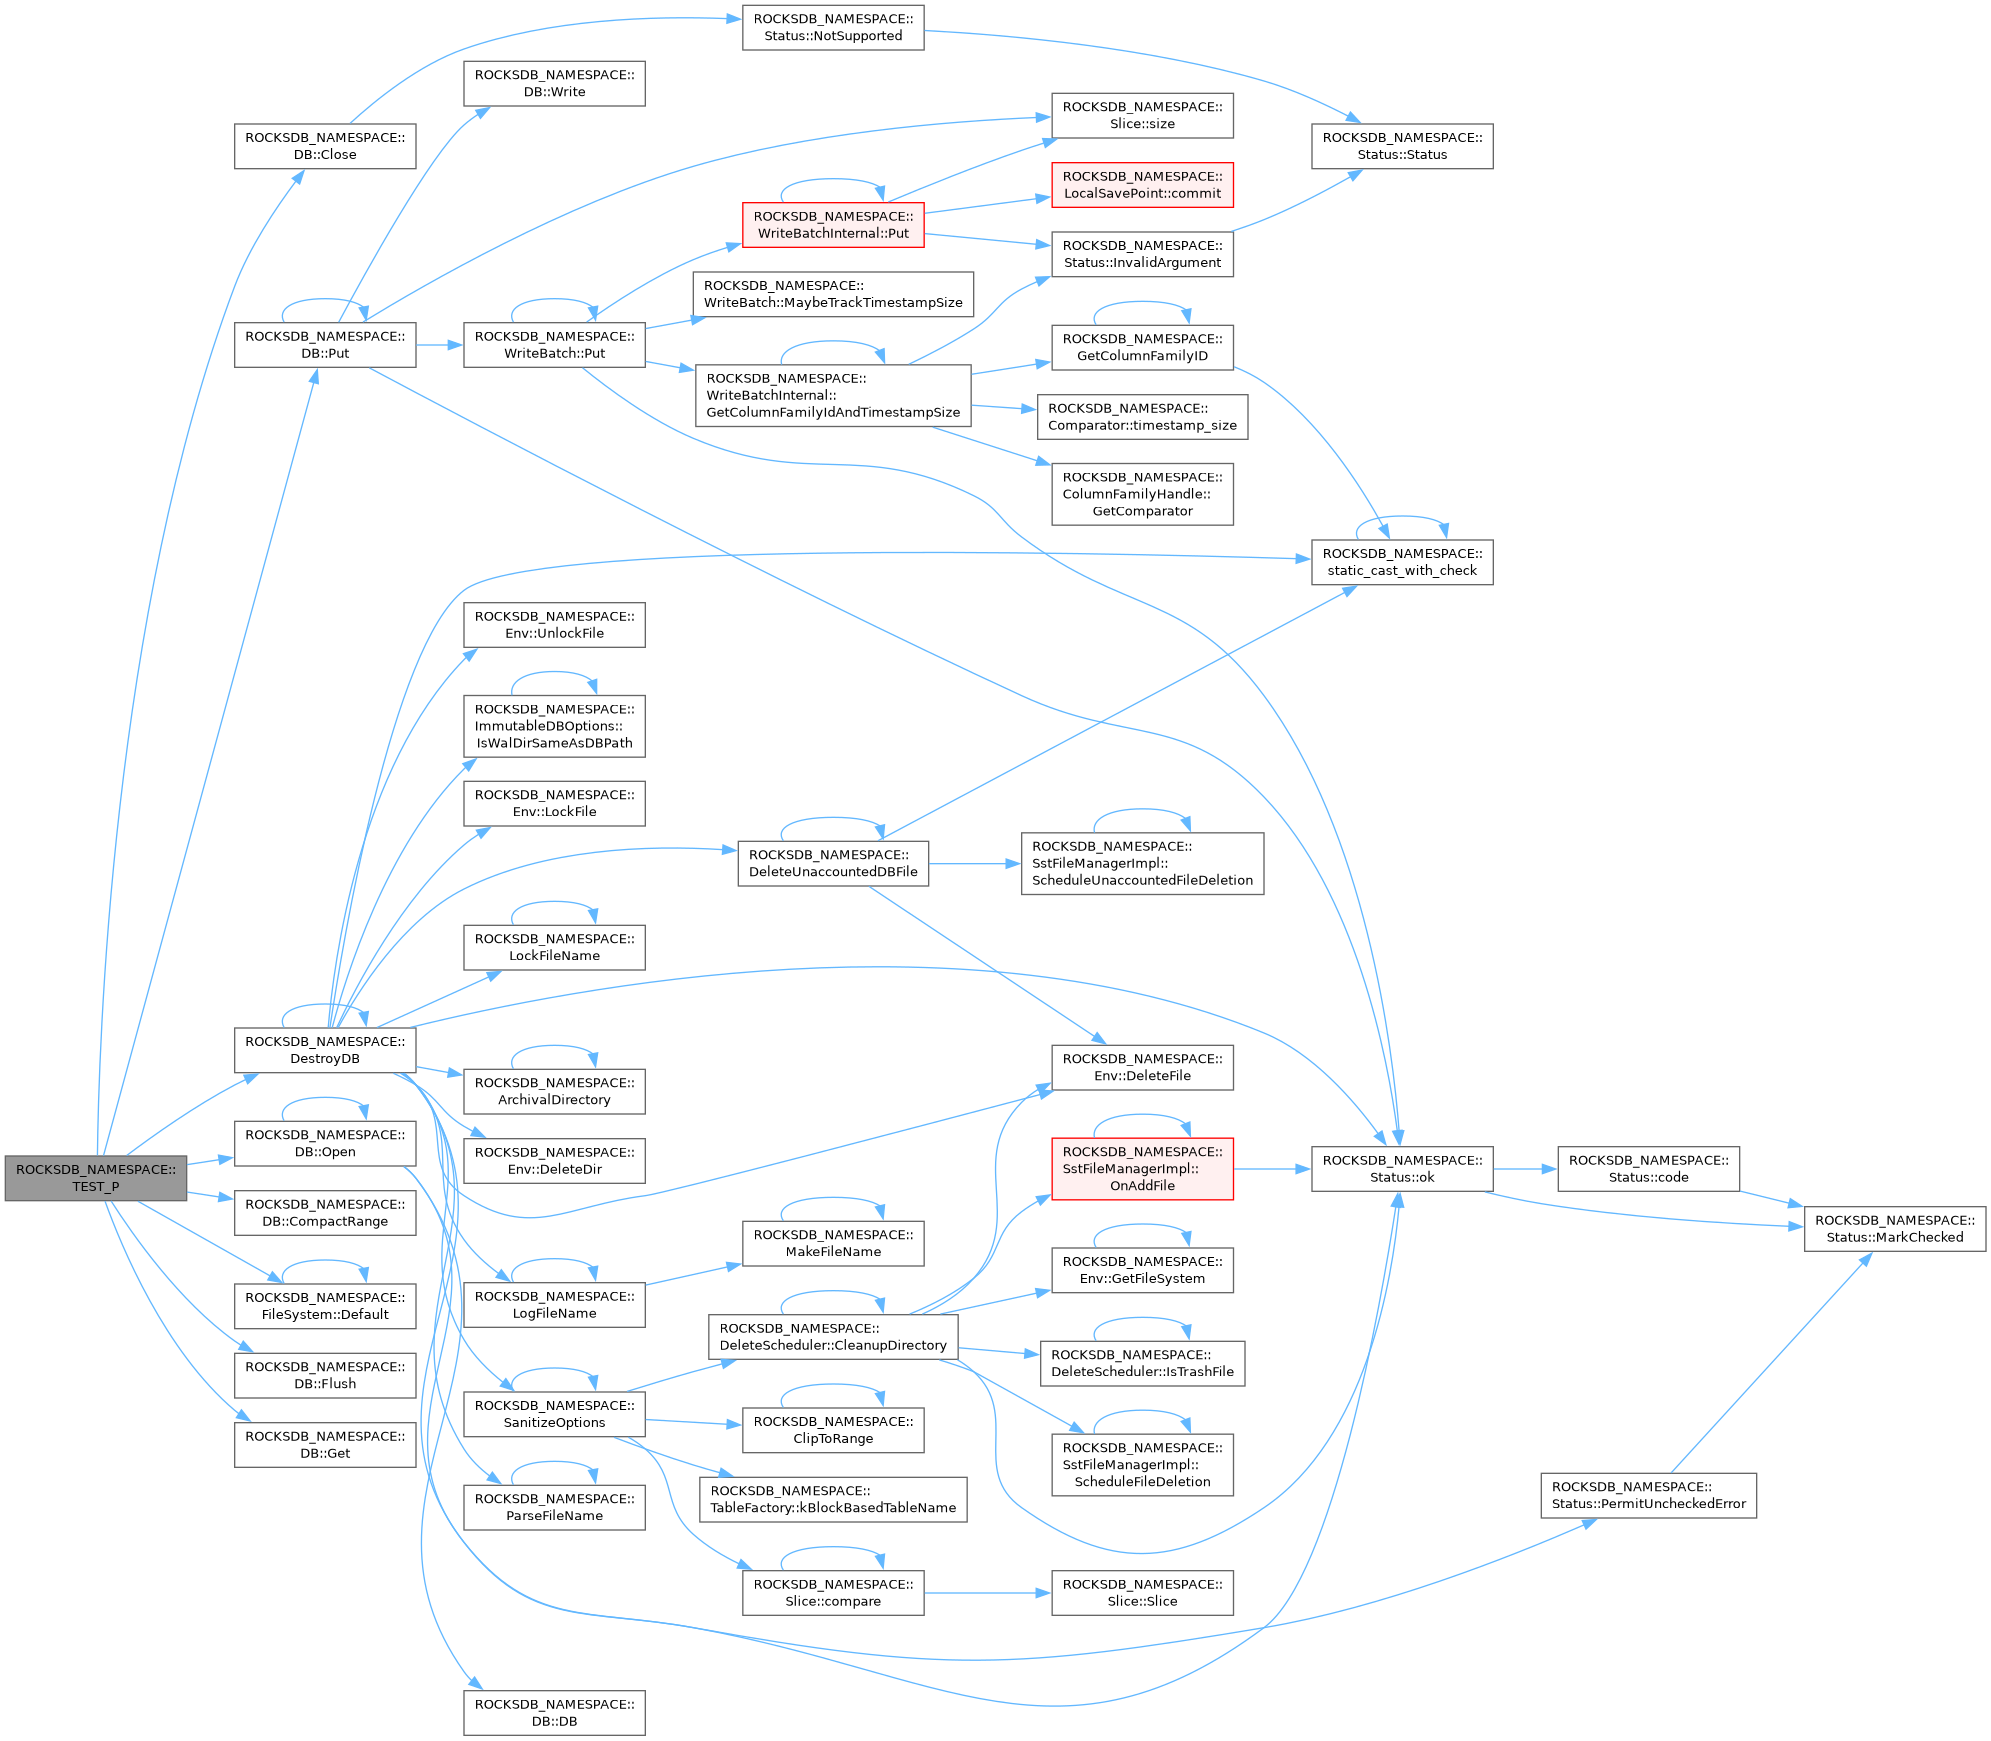 ROCKSDB_NAMESPACE::
TEST_P
ROCKSDB_NAMESPACE::
DB::Close
ROCKSDB_NAMESPACE::
DB::Put
ROCKSDB_NAMESPACE::
DestroyDB
ROCKSDB_NAMESPACE::
DB::Open
ROCKSDB_NAMESPACE::
DB::CompactRange
ROCKSDB_NAMESPACE::
FileSystem::Default
ROCKSDB_NAMESPACE::
DB::Flush
ROCKSDB_NAMESPACE::
DB::Get
ROCKSDB_NAMESPACE::
DB::Write
ROCKSDB_NAMESPACE::
WriteBatch::Put
ROCKSDB_NAMESPACE::
Env::UnlockFile
ROCKSDB_NAMESPACE::
ImmutableDBOptions::
IsWalDirSameAsDBPath
ROCKSDB_NAMESPACE::
Env::LockFile
ROCKSDB_NAMESPACE::
LockFileName
ROCKSDB_NAMESPACE::
ArchivalDirectory
ROCKSDB_NAMESPACE::
Env::DeleteDir
ROCKSDB_NAMESPACE::
LogFileName
ROCKSDB_NAMESPACE::
SanitizeOptions
ROCKSDB_NAMESPACE::
ParseFileName
ROCKSDB_NAMESPACE::
DB::DB
ROCKSDB_NAMESPACE::
Status::NotSupported
ROCKSDB_NAMESPACE::
WriteBatchInternal::Put
ROCKSDB_NAMESPACE::
WriteBatch::MaybeTrackTimestampSize
ROCKSDB_NAMESPACE::
WriteBatchInternal::
GetColumnFamilyIdAndTimestampSize
ROCKSDB_NAMESPACE::
DeleteUnaccountedDBFile
ROCKSDB_NAMESPACE::
MakeFileName
ROCKSDB_NAMESPACE::
DeleteScheduler::CleanupDirectory
ROCKSDB_NAMESPACE::
ClipToRange
ROCKSDB_NAMESPACE::
TableFactory::kBlockBasedTableName
ROCKSDB_NAMESPACE::
Slice::compare
ROCKSDB_NAMESPACE::
Slice::size
ROCKSDB_NAMESPACE::
LocalSavePoint::commit
ROCKSDB_NAMESPACE::
Status::InvalidArgument
ROCKSDB_NAMESPACE::
GetColumnFamilyID
ROCKSDB_NAMESPACE::
Comparator::timestamp_size
ROCKSDB_NAMESPACE::
ColumnFamilyHandle::
GetComparator
ROCKSDB_NAMESPACE::
SstFileManagerImpl::
ScheduleUnaccountedFileDeletion
ROCKSDB_NAMESPACE::
Env::DeleteFile
ROCKSDB_NAMESPACE::
SstFileManagerImpl::
OnAddFile
ROCKSDB_NAMESPACE::
Env::GetFileSystem
ROCKSDB_NAMESPACE::
DeleteScheduler::IsTrashFile
ROCKSDB_NAMESPACE::
SstFileManagerImpl::
ScheduleFileDeletion
ROCKSDB_NAMESPACE::
Slice::Slice
ROCKSDB_NAMESPACE::
Status::Status
ROCKSDB_NAMESPACE::
static_cast_with_check
ROCKSDB_NAMESPACE::
Status::ok
ROCKSDB_NAMESPACE::
Status::code
ROCKSDB_NAMESPACE::
Status::PermitUncheckedError
ROCKSDB_NAMESPACE::
Status::MarkChecked